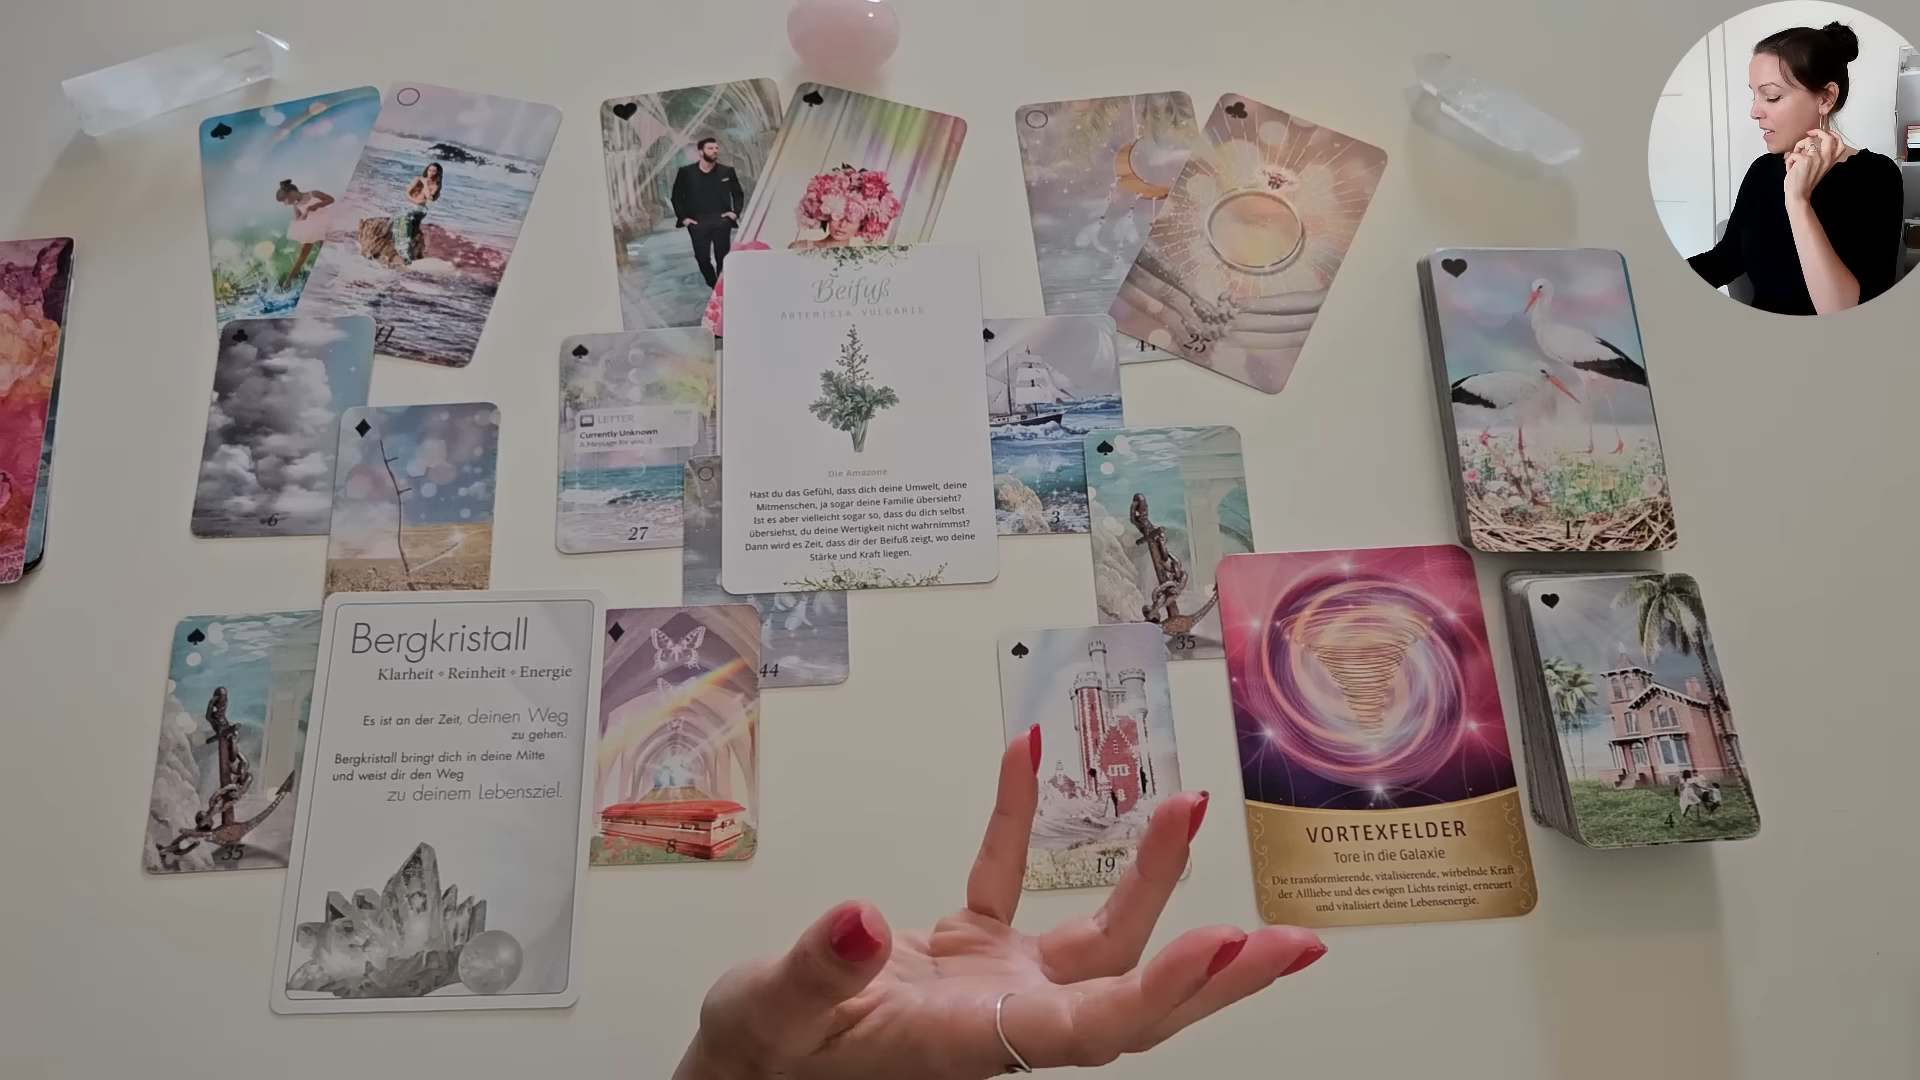 Beifuß
ARTEMISIA VULGARIS
Die Amazone
Hast du das Gefühl, dass dich deine Umwelt, deine
Mitmenschen, ja sogar deine Familie übersieht?
Ist es aber vielleicht sogar so, dass du dich selbst
übersiehst, du deine Wertigkeit nicht wahrnimmst?
Dann wird es Zeit, dass dir der Beifuß zeigt, wo deine
Stärke und Kraft liegen.
LETTER
Currently Unknown
A Message for you :)
27
6
3
35
44
25
17
Bergkristall
Klarheit ⋄ Reinheit ⋄ Energie
Es ist an der Zeit, deinen Weg
zu gehen.
Bergkristall bringt dich in deine Mitte
und weist dir den Weg
zu deinem Lebensziel.
35
8
19
VORTEXFELDER
Tore in die Galaxie
Die transformierende, vitalisierende, wirbelnde Kraft
der Allliebe und des ewigen Lichts reinigt, erneuert
und vitalisiert deine Lebensenergie.
4